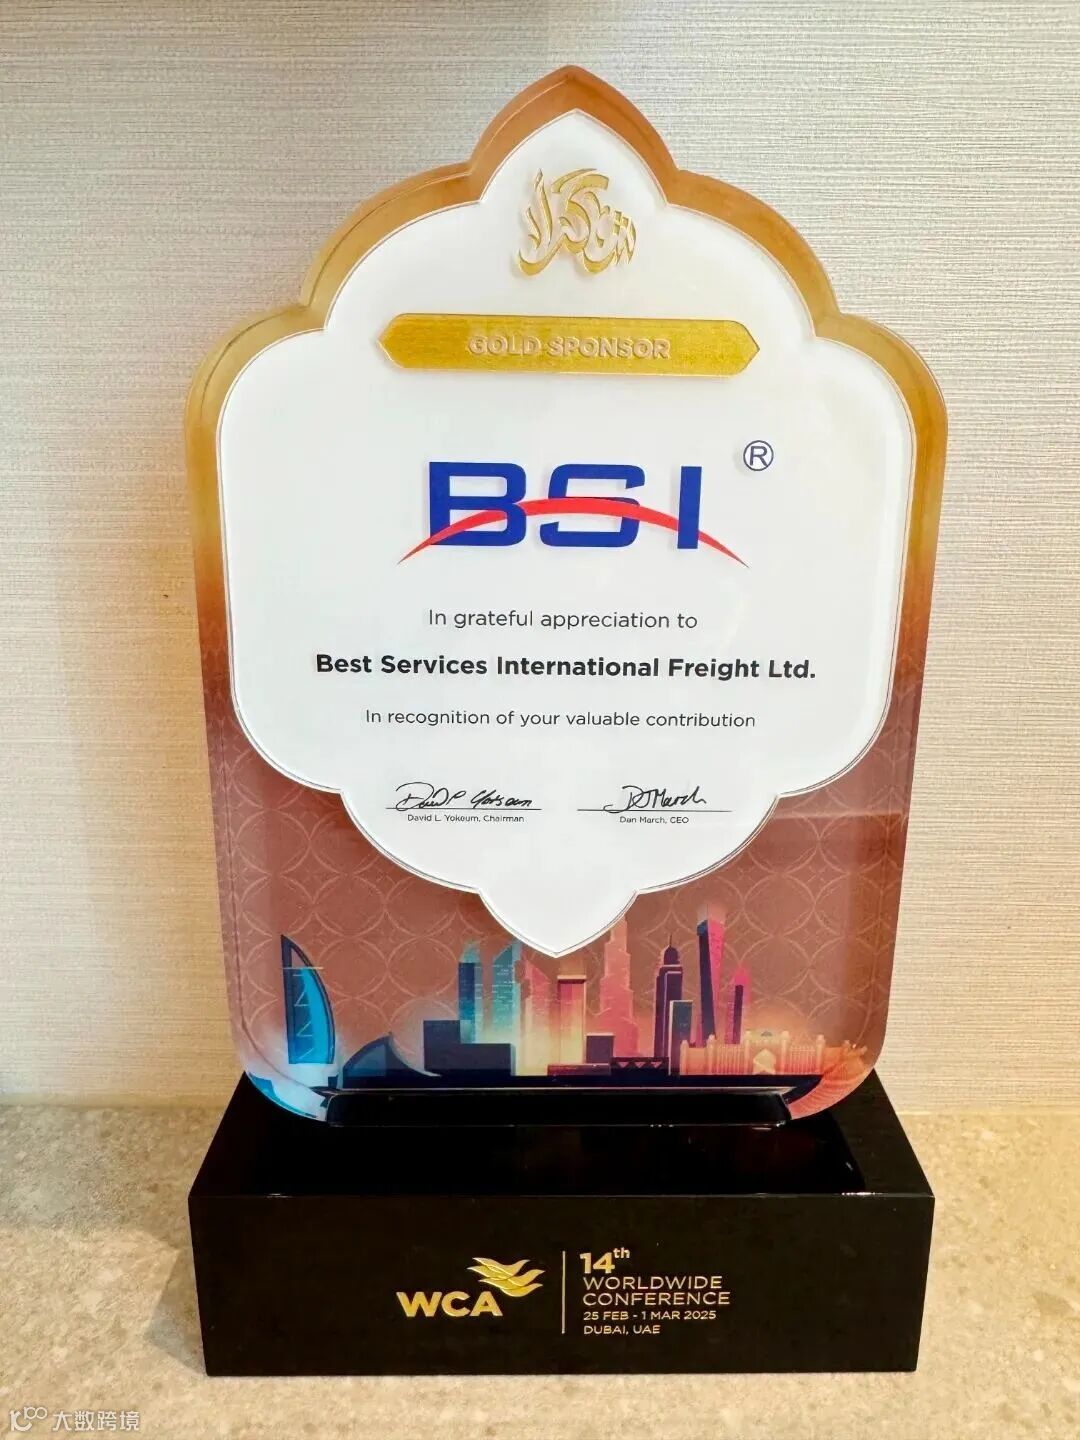 شكراً
GOLD SPONSOR
BSI®
In grateful appreciation to
Best Services International Freight Ltd.
In recognition of your valuable contribution
David L. Yokeum, Chairman
DJMarch
Dan March, CEO
WCA
14th
WORLDWIDE
CONFERENCE
25 FEB - 1 MAR 2025
DUBAI, UAE
大数跨境